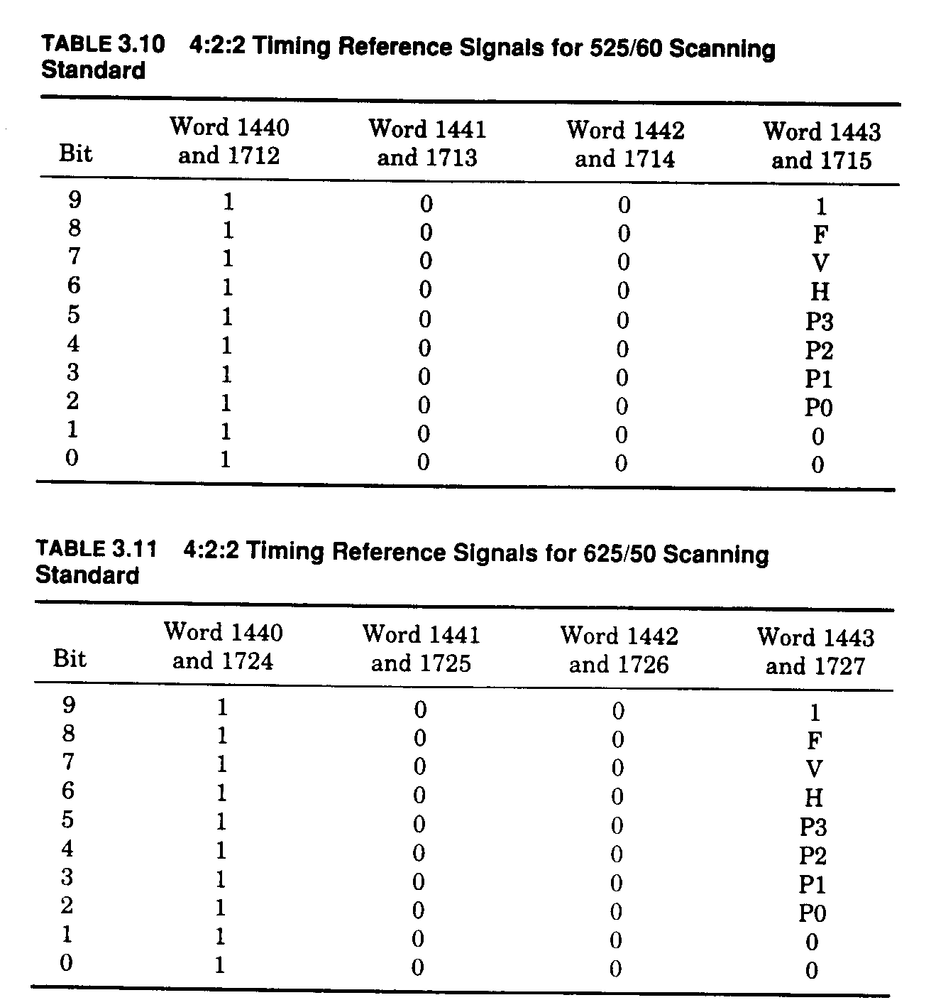 TABLE 3.10 4:2:2 Timing Reference Signals for 525/60 Scanning
Standard
Bit Word 1440 and 1712 Word 1441 and 1713 Word 1442 and 1714 Word 1443 and 1715
9 1 0 0 1
8 1 0 0 F
7 1 0 0 V
6 1 0 0 H
5 1 0 0 P3
4 1 0 0 P2
3 1 0 0 P1
2 1 0 0 P0
1 1 0 0 0
0 1 0 0 0
TABLE 3.11 4:2:2 Timing Reference Signals for 625/50 Scanning
Standard
Bit Word 1440 and 1724 Word 1441 and 1725 Word 1442 and 1726 Word 1443 and 1727
9 1 0 0 1
8 1 0 0 F
7 1 0 0 V
6 1 0 0 H
5 1 0 0 P3
4 1 0 0 P2
3 1 0 0 P1
2 1 0 0 P0
1 1 0 0 0
0 1 0 0 0